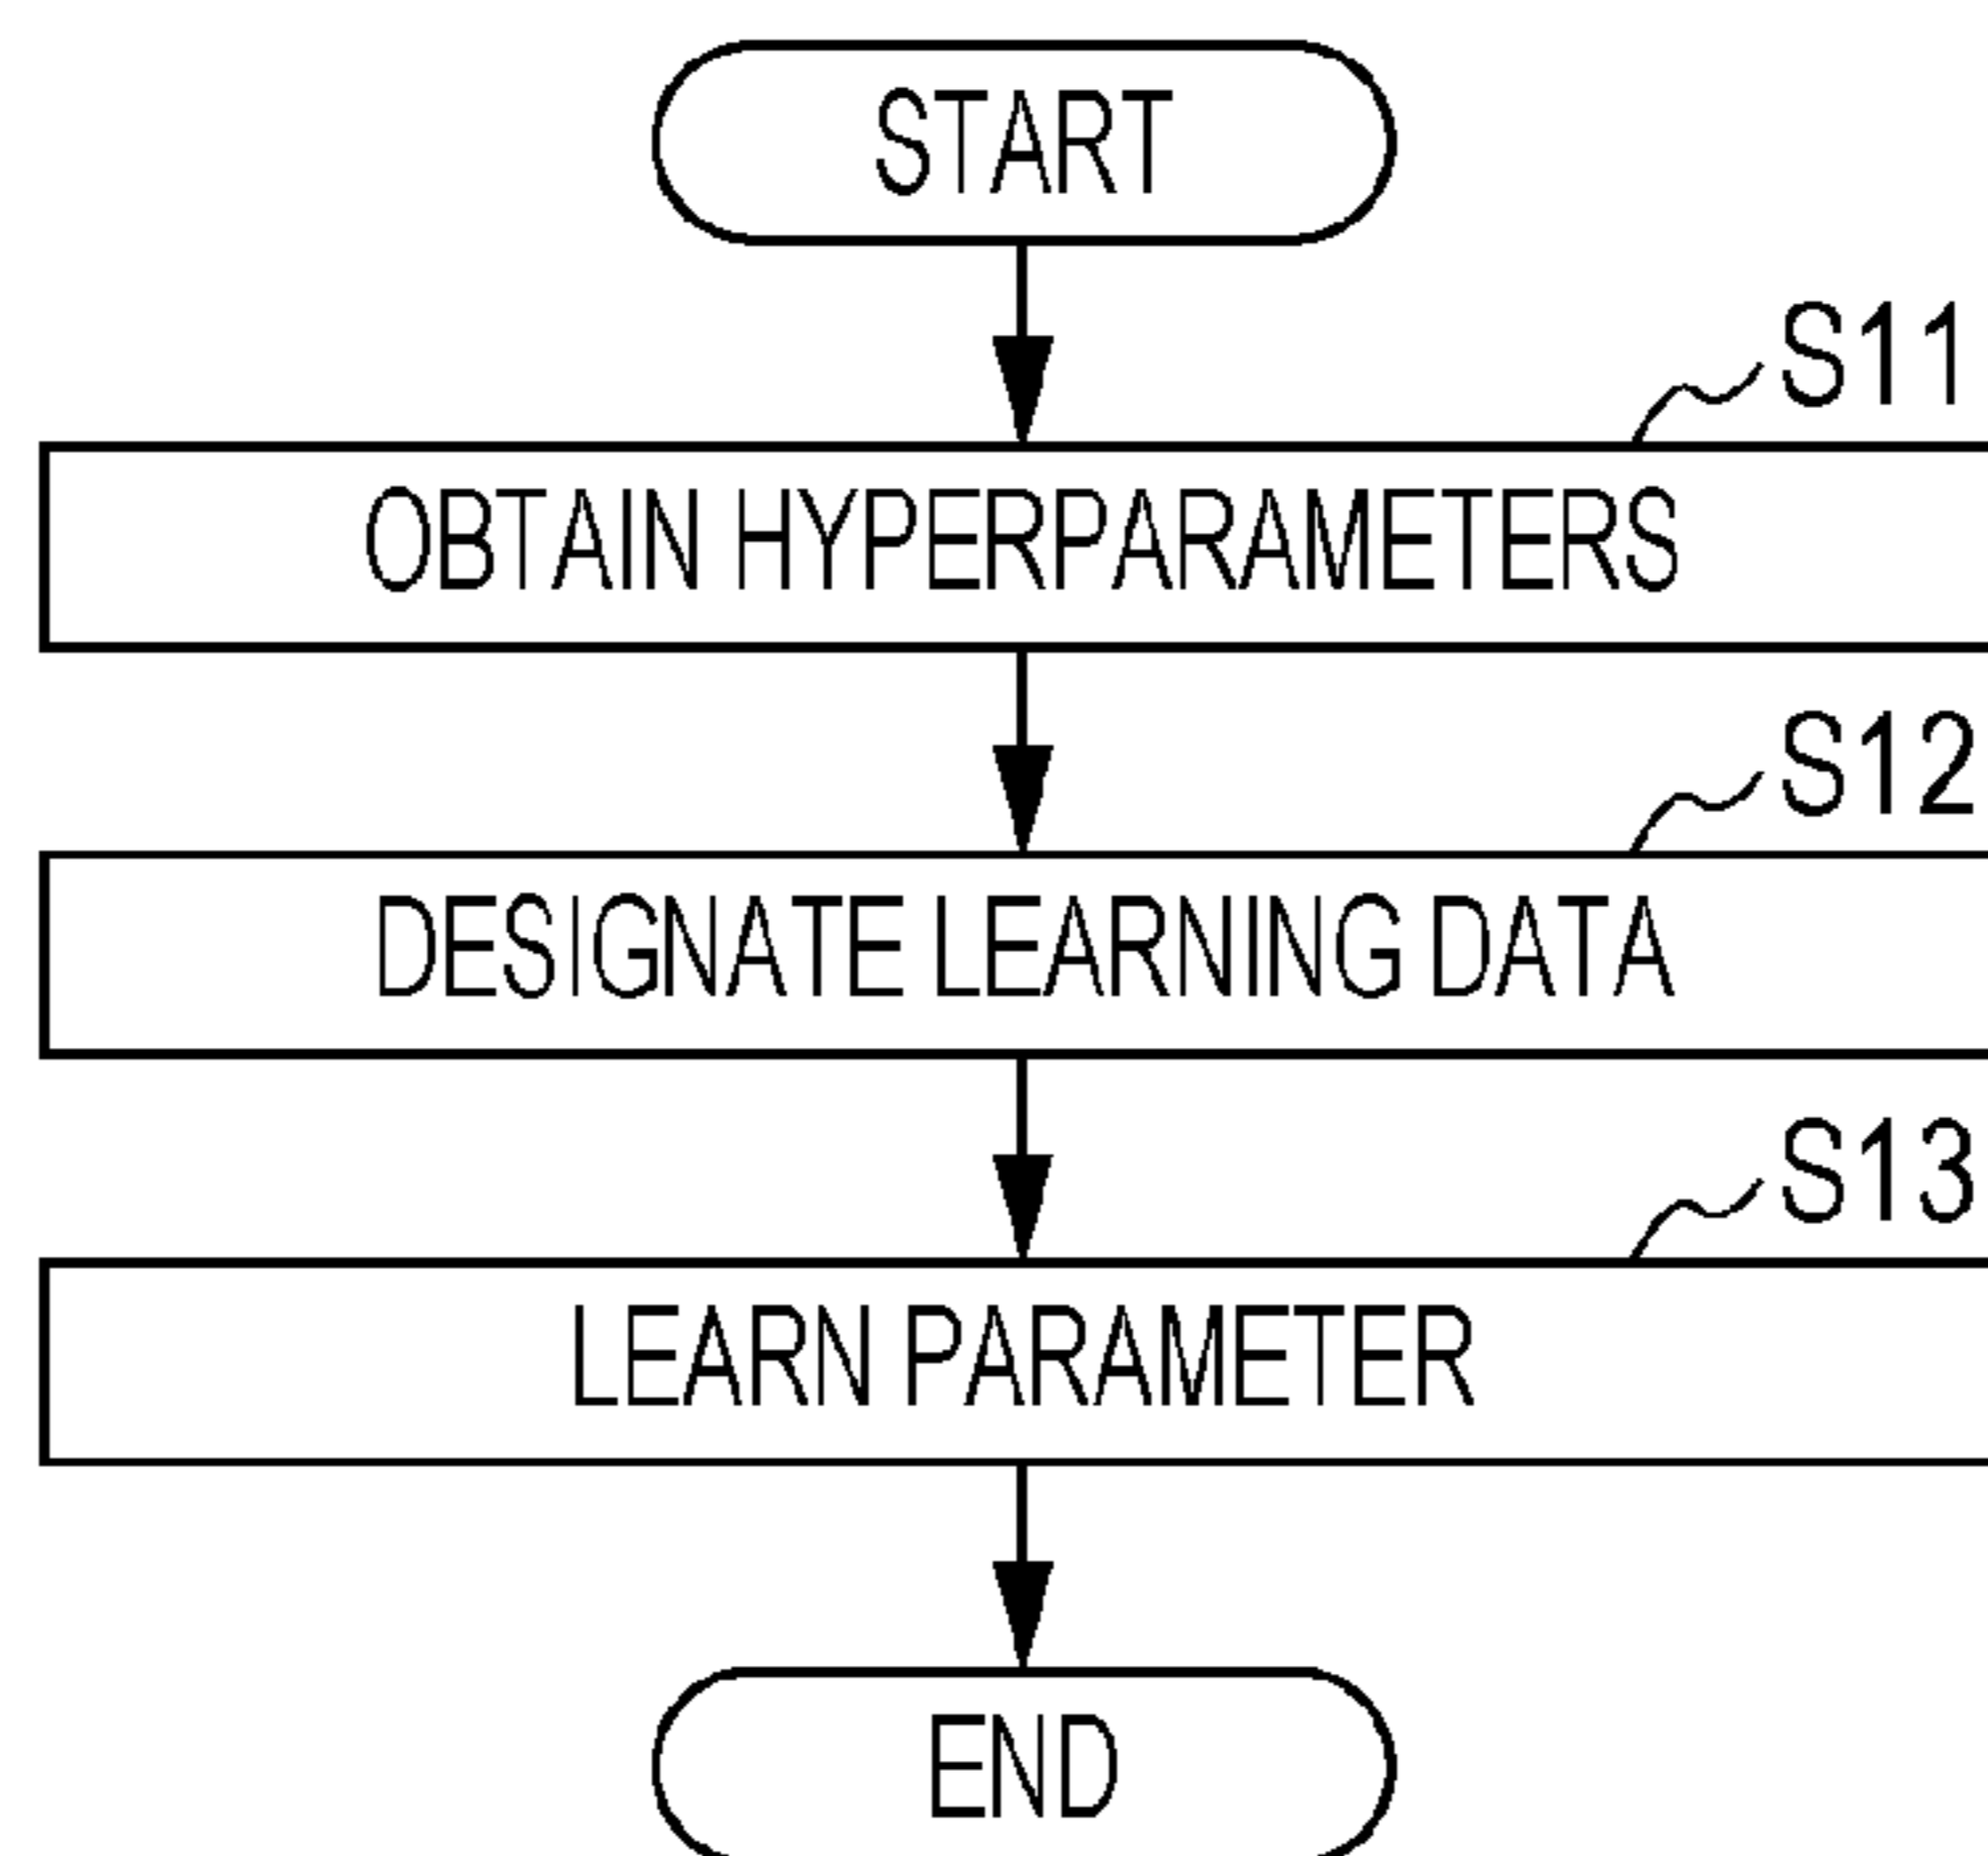 START
S11
OBTAIN HYPERPARAMETERS
S12
DESIGNATE LEARNING DATA
S13
LEARN PARAMETER
END